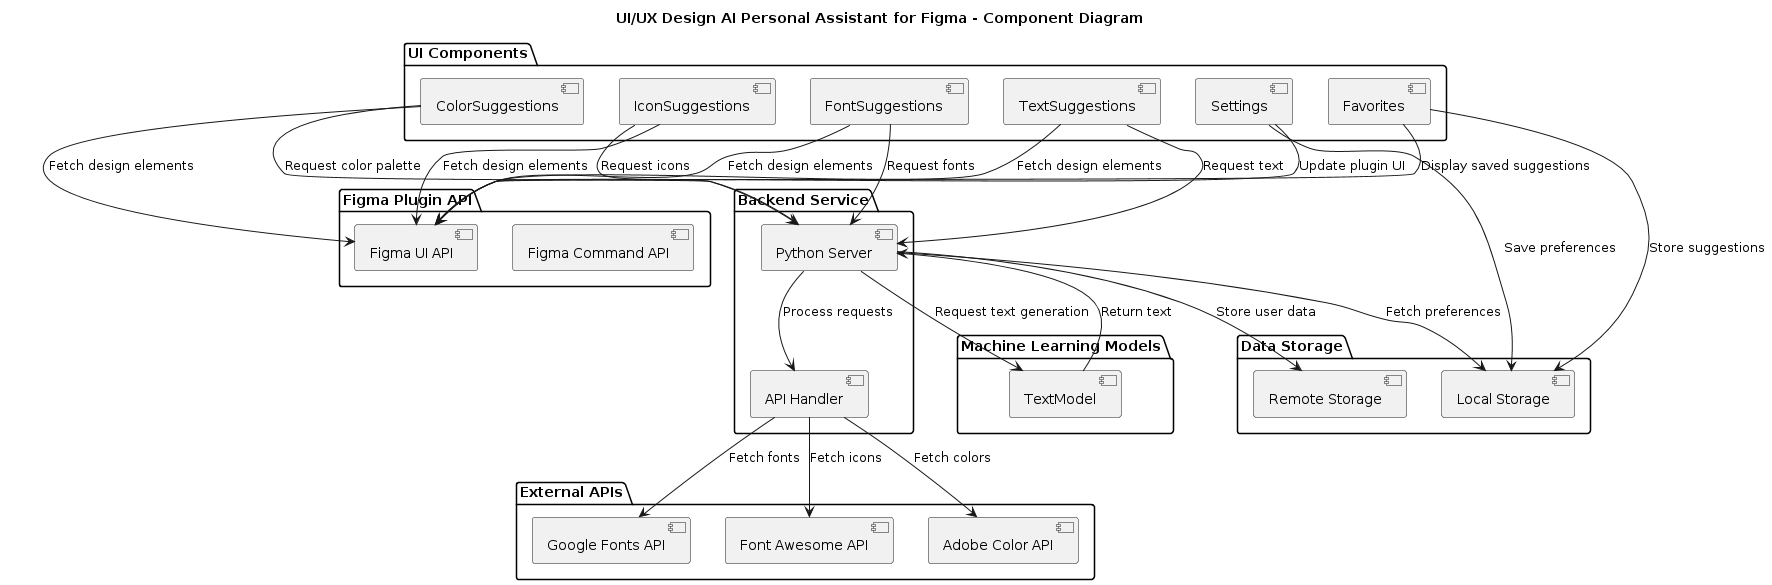 UI/UX Design AI Personal Assistant for Figma - Component Diagram
UI Components
ColorSuggestions
IconSuggestions
FontSuggestions
TextSuggestions
Settings
Favorites
Fetch design elements
Request color palette
Fetch design elements
Request icons
Fetch design elements
Request fonts
Fetch design elements
Request text
Update plugin UI
Display saved suggestions
Figma Plugin API
Backend Service
Figma UI API
Figma Command API
Python Server
Save preferences
Store suggestions
Process requests
Request text generation
Return text
Store user data
Fetch preferences
Machine Learning Models
Data Storage
API Handler
TextModel
Remote Storage
Local Storage
Fetch fonts
Fetch icons
Fetch colors
External APIs
Google Fonts API
Font Awesome API
Adobe Color API